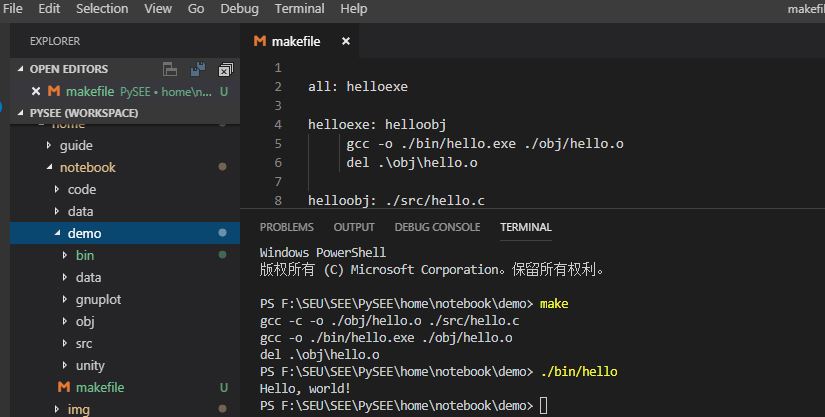 File Edit Selection View Go Debug Terminal Help makefil
EXPLORER
OPEN EDITORS
makefile PySEE • home\n... U
PYSEE (WORKSPACE)
home
guide
notebook
code
data
demo
bin
data
gnuplot
obj
src
unity
makefile U
img
makefile
1
2 all: helloexe
3
4 helloexe: helloobj
5 gcc -o ./bin/hello.exe ./obj/hello.o
6 del .\obj\hello.o
7
8 helloobj: ./src/hello.c
PROBLEMS OUTPUT DEBUG CONSOLE TERMINAL
Windows PowerShell
版权所有 (C) Microsoft Corporation。保留所有权利。
PS F:\SEU\SEE\PySEE\home\notebook\demo> make
gcc -c -o ./obj/hello.o ./src/hello.c
gcc -o ./bin/hello.exe ./obj/hello.o
del .\obj\hello.o
PS F:\SEU\SEE\PySEE\home\notebook\demo> ./bin/hello
Hello, world!
PS F:\SEU\SEE\PySEE\home\notebook\demo>